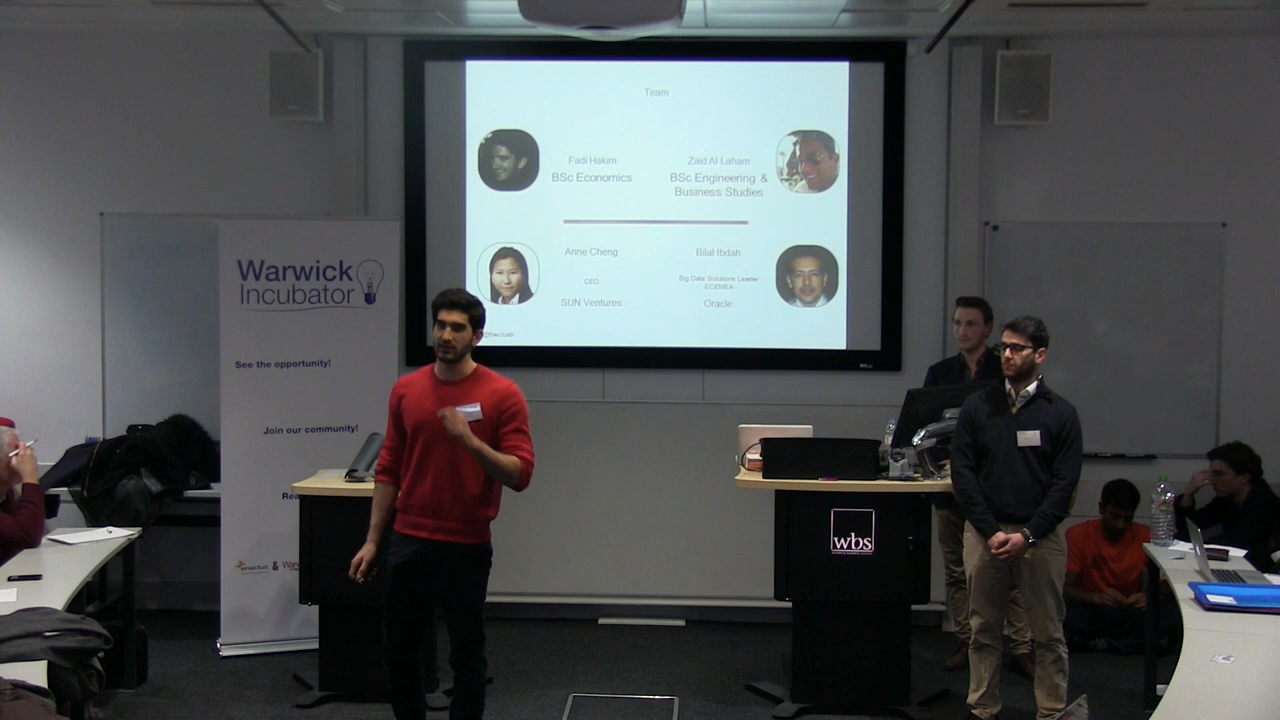 Team
Fadi Hakim
BSc Economics
Zaid Al Laham
BSc Engineering &
Business Studies
Anne Cheng
CEO
SUN Ventures
Bilal Ibdah
Big Data Solutions Leader
ECEMEA
Oracle
Warwick
Incubator
See the opportunity!
Join our community!
enactus &
wbs